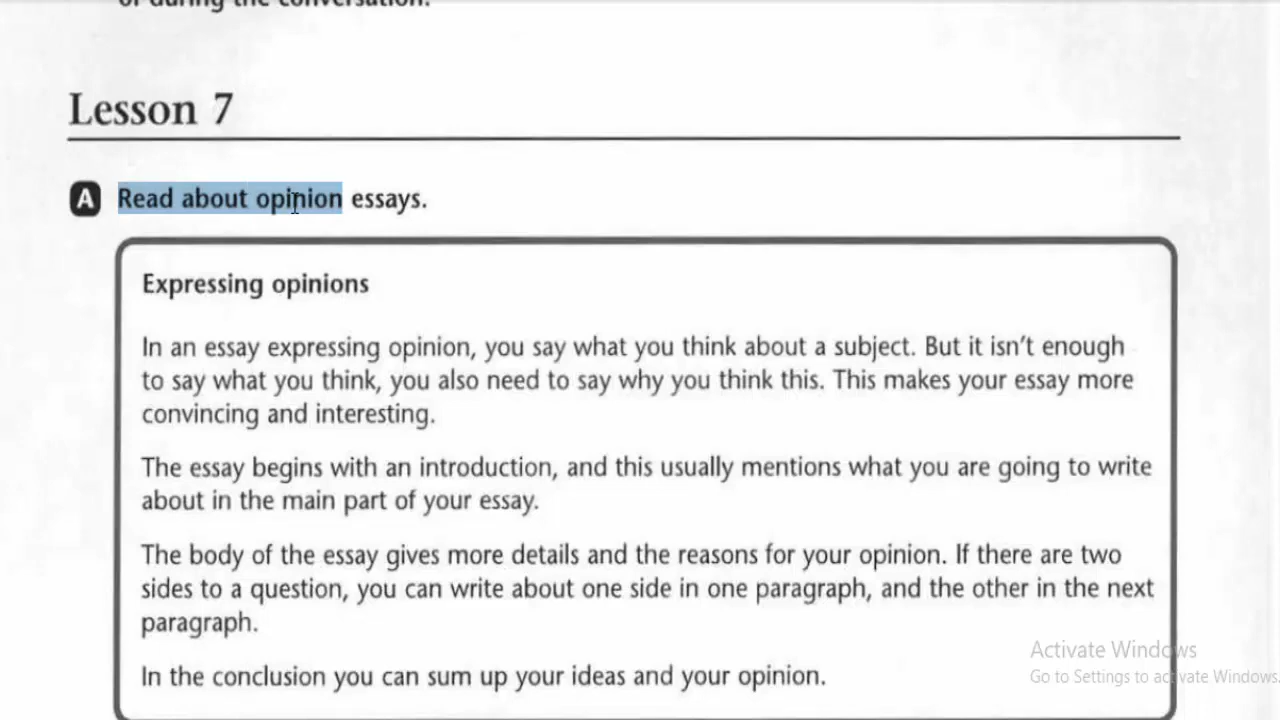 or during the conversation.
Lesson 7
A Read about opinion essays.
Expressing opinions
In an essay expressing opinion, you say what you think about a subject. But it isn't enough
to say what you think, you also need to say why you think this. This makes your essay more
convincing and interesting.
The essay begins with an introduction, and this usually mentions what you are going to write
about in the main part of your essay.
The body of the essay gives more details and the reasons for your opinion. If there are two
sides to a question, you can write about one side in one paragraph, and the other in the next
paragraph.
In the conclusion you can sum up your ideas and your opinion.
Activate Windows
Go to Settings to activate Windows.